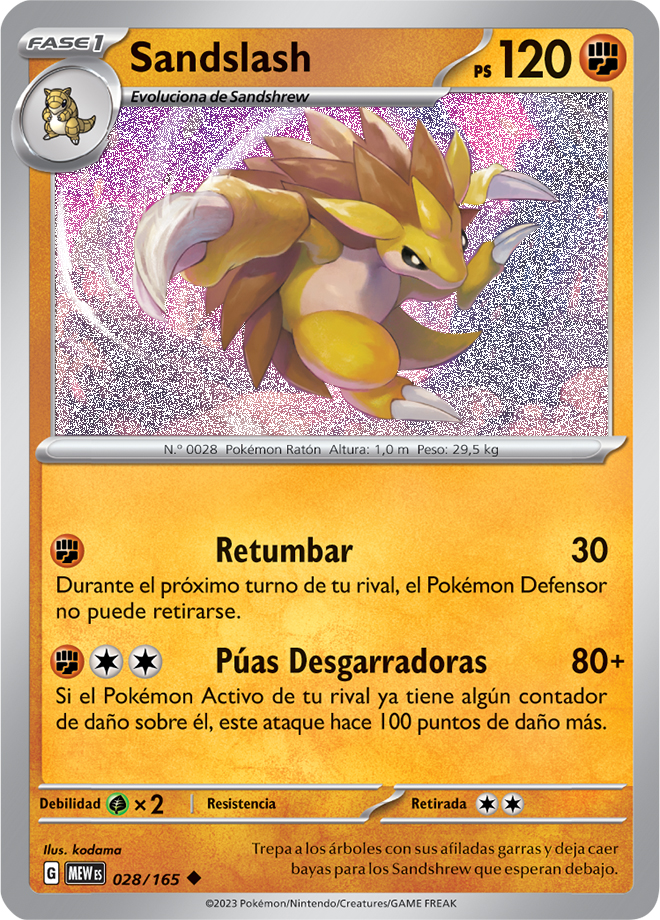 FASE 1
Sandslash
PS 120
Evoluciona de Sandshrew
N.º 0028 Pokémon Ratón Altura: 1,0 m Peso: 29,5 kg
Retumbar 30
Durante el próximo turno de tu rival, el Pokémon Defensor
no puede retirarse.
Púas Desgarradoras 80+
Si el Pokémon Activo de tu rival ya tiene algún contador
de daño sobre él, este ataque hace 100 puntos de daño más.
Debilidad ×2 Resistencia Retirada
Ilus. kodama
Trepa a los árboles con sus afiladas garras y deja caer
bayas para los Sandshrew que esperan debajo.
G MEW ES 028/165
©2023 Pokémon/Nintendo/Creatures/GAME FREAK